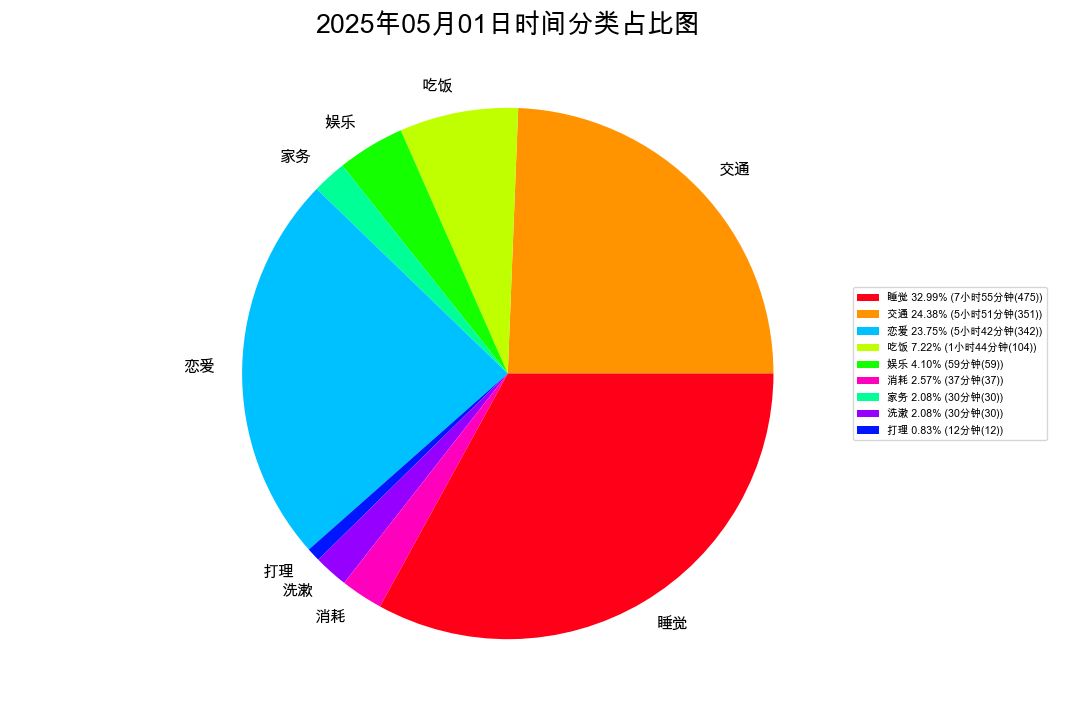 2025年05月01日时间分类占比图
吃饭
娱乐
家务
交通
恋爱
打理
洗漱
消耗
睡觉
睡觉 32.99% (7小时55分钟(475))
交通 24.38% (5小时51分钟(351))
恋爱 23.75% (5小时42分钟(342))
吃饭 7.22% (1小时44分钟(104))
娱乐 4.10% (59分钟(59))
消耗 2.57% (37分钟(37))
家务 2.08% (30分钟(30))
洗漱 2.08% (30分钟(30))
打理 0.83% (12分钟(12))